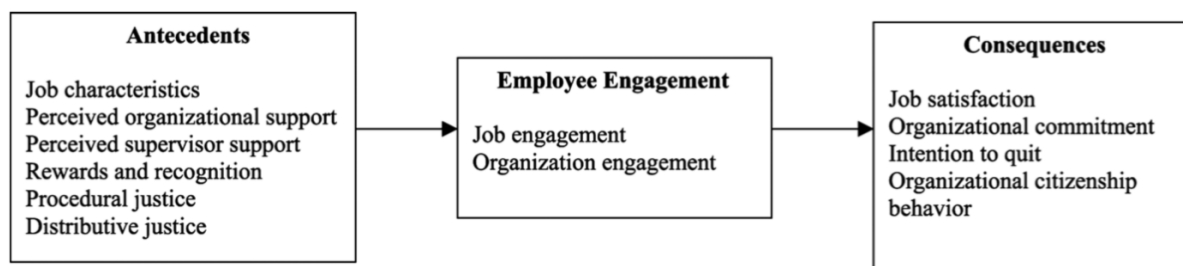 Antecedents
Job characteristics
Perceived organizational support
Perceived supervisor support
Rewards and recognition
Procedural justice
Distributive justice
Employee Engagement
Job engagement
Organization engagement
Consequences
Job satisfaction
Organizational commitment
Intention to quit
Organizational citizenship
behavior